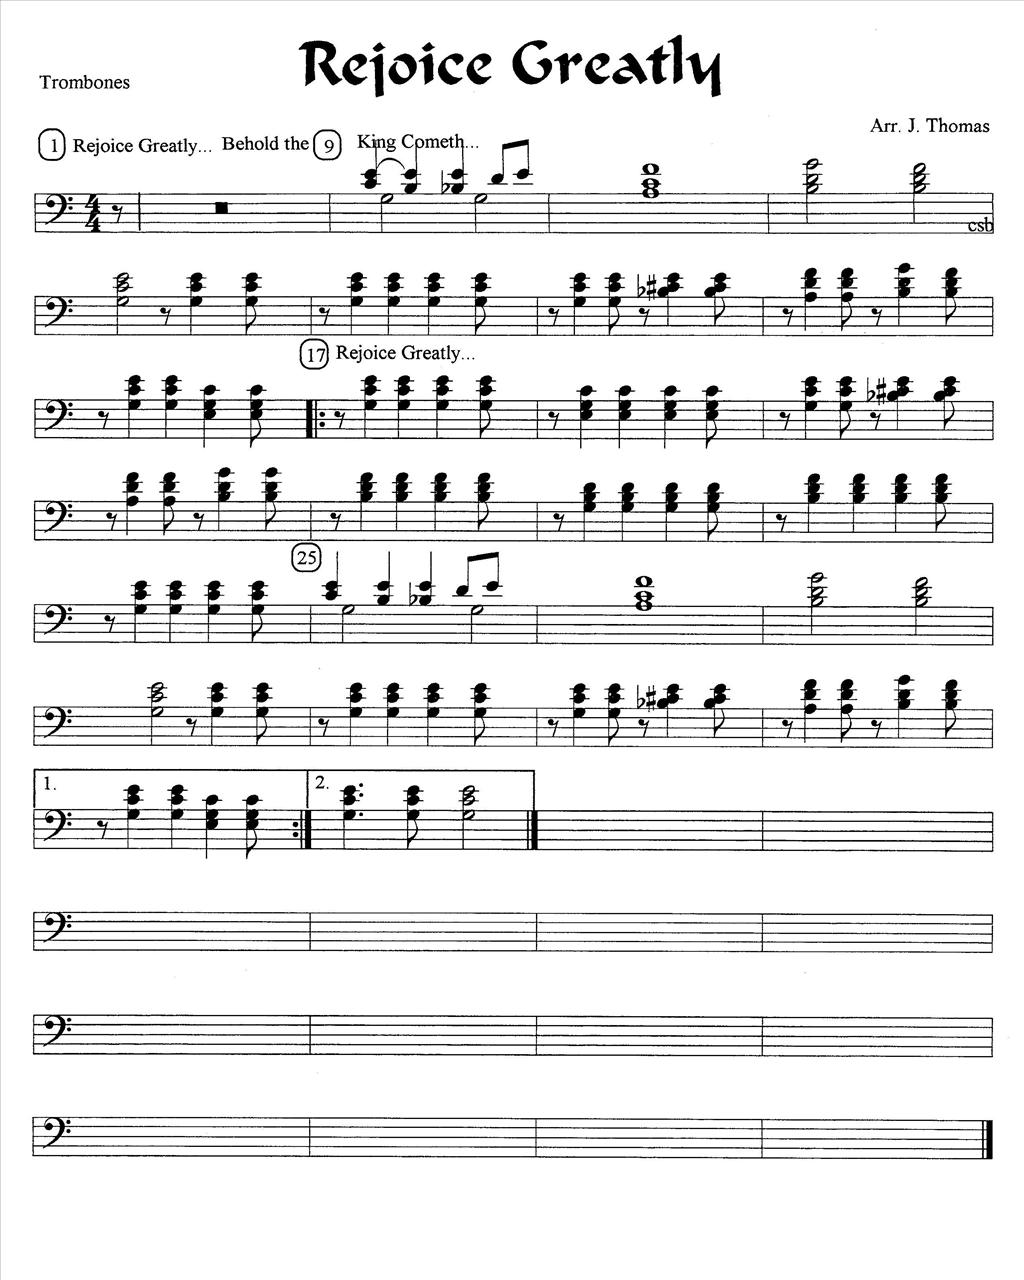 Rejoice Greatly
Trombones
Arr. J. Thomas
1 Rejoice Greatly... Behold the 9 King Cometh...
4
4
csb
17 Rejoice Greatly...
25
1. 2.